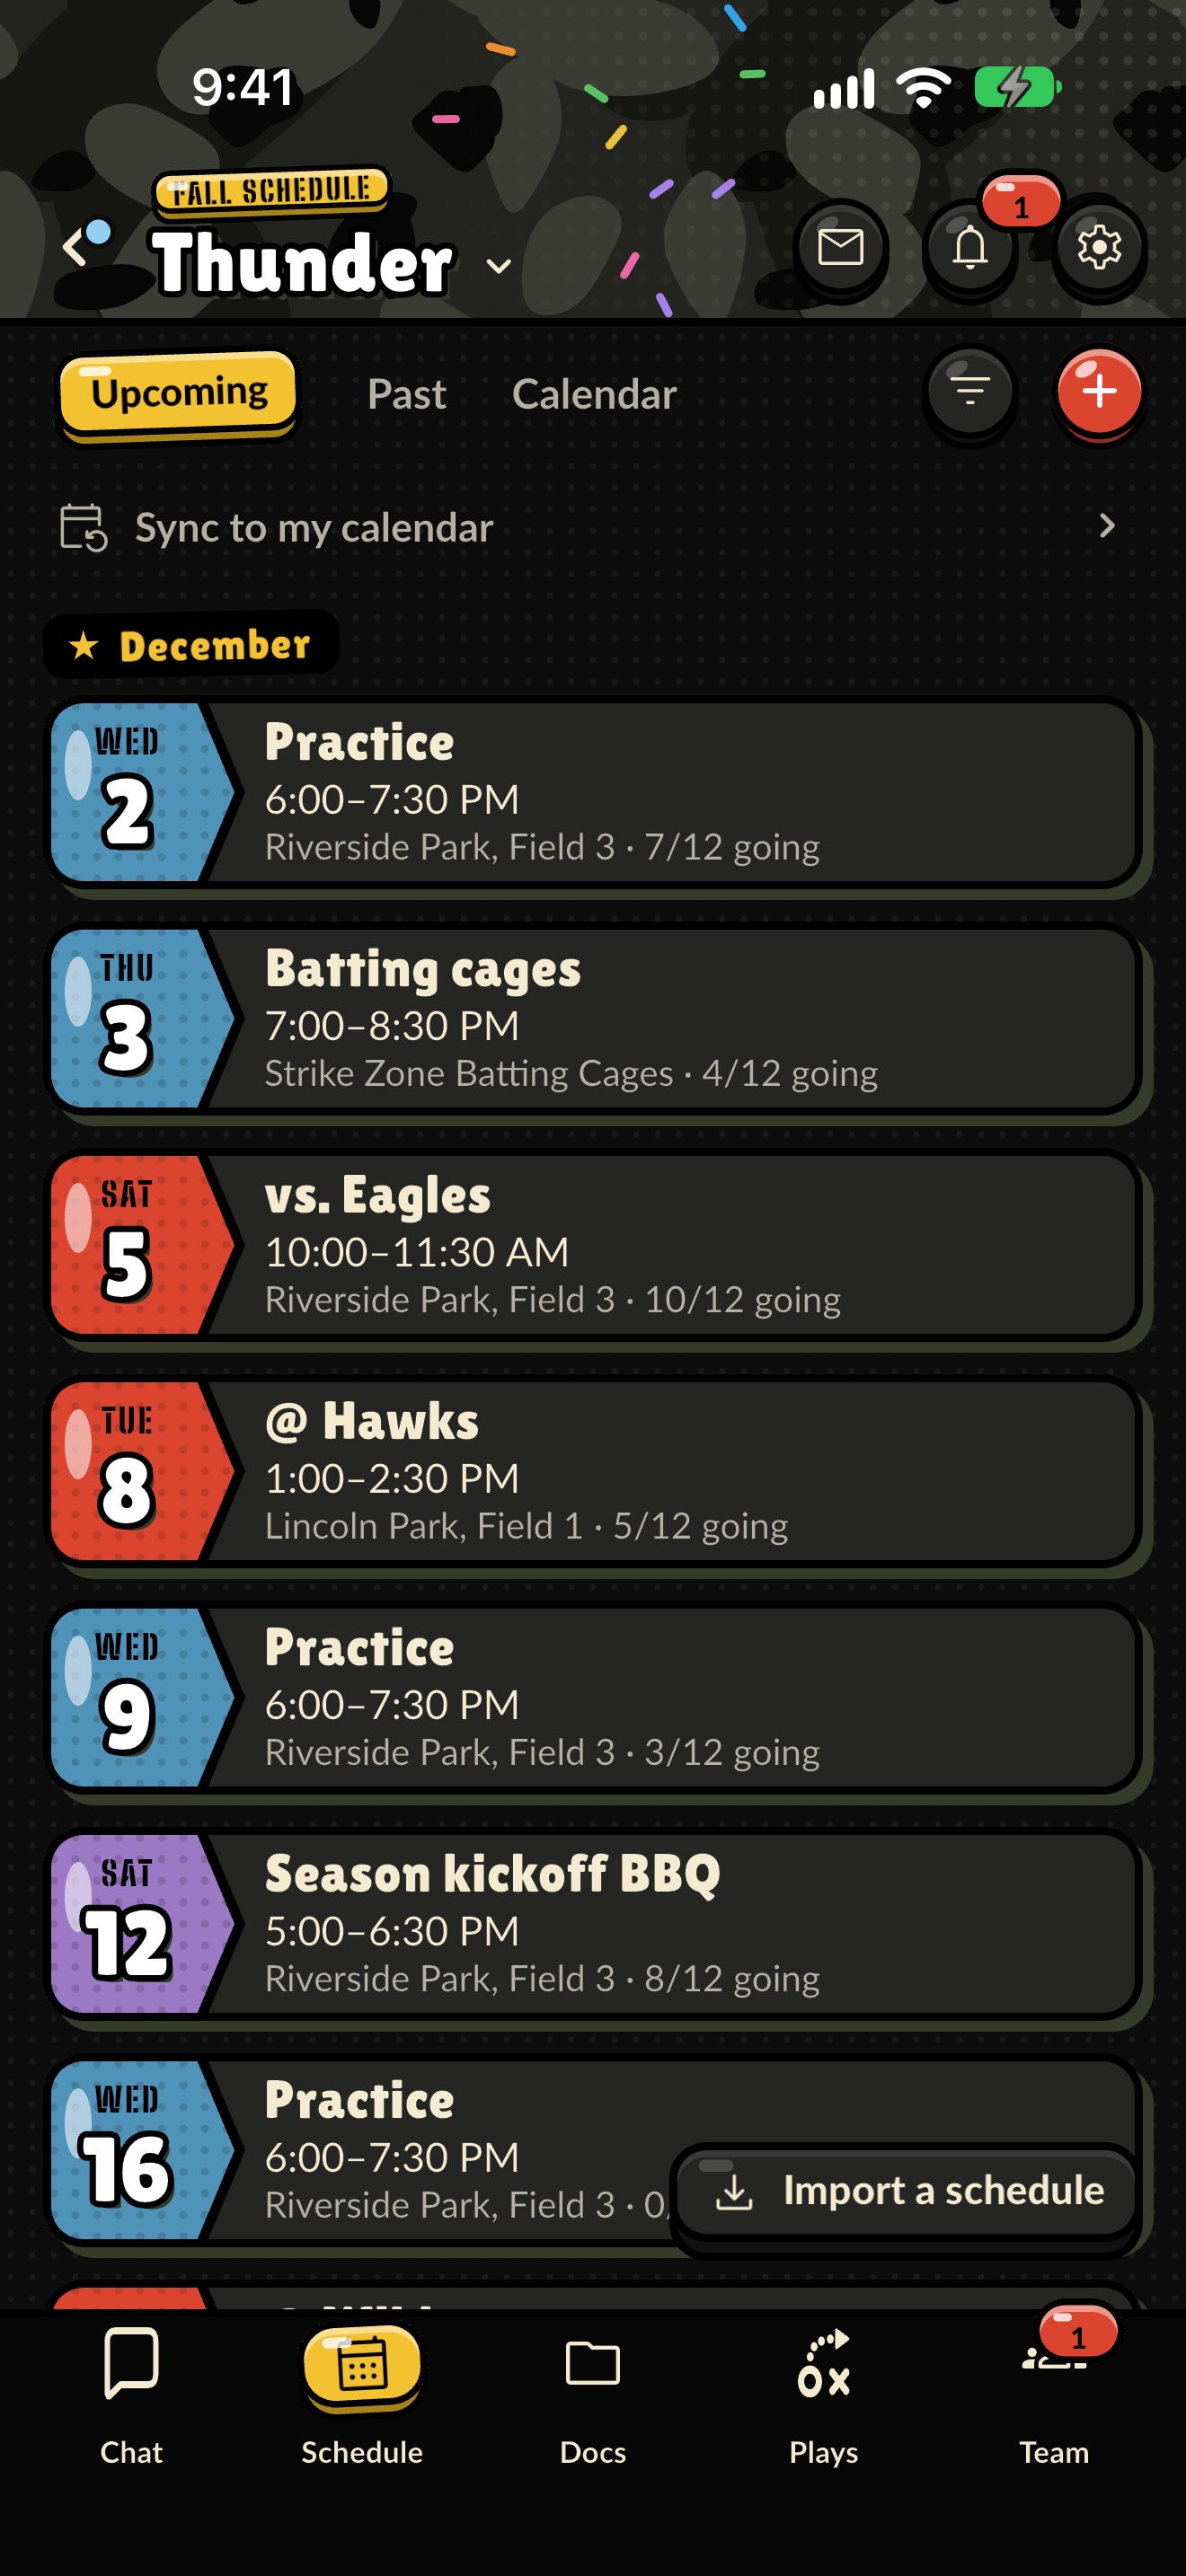 9:41
FALL SCHEDULE
Thunder
1
Upcoming
Past
Calendar
Sync to my calendar
★ December
WED
2
Practice
6:00–7:30 PM
Riverside Park, Field 3 · 7/12 going
THU
3
Batting cages
7:00–8:30 PM
Strike Zone Batting Cages · 4/12 going
SAT
5
vs. Eagles
10:00–11:30 AM
Riverside Park, Field 3 · 10/12 going
TUE
8
@ Hawks
1:00–2:30 PM
Lincoln Park, Field 1 · 5/12 going
WED
9
Practice
6:00–7:30 PM
Riverside Park, Field 3 · 3/12 going
SAT
12
Season kickoff BBQ
5:00–6:30 PM
Riverside Park, Field 3 · 8/12 going
WED
16
Practice
6:00–7:30 PM
Riverside Park, Field 3 · 0/
Import a schedule
1
Chat
Schedule
Docs
Plays
Team